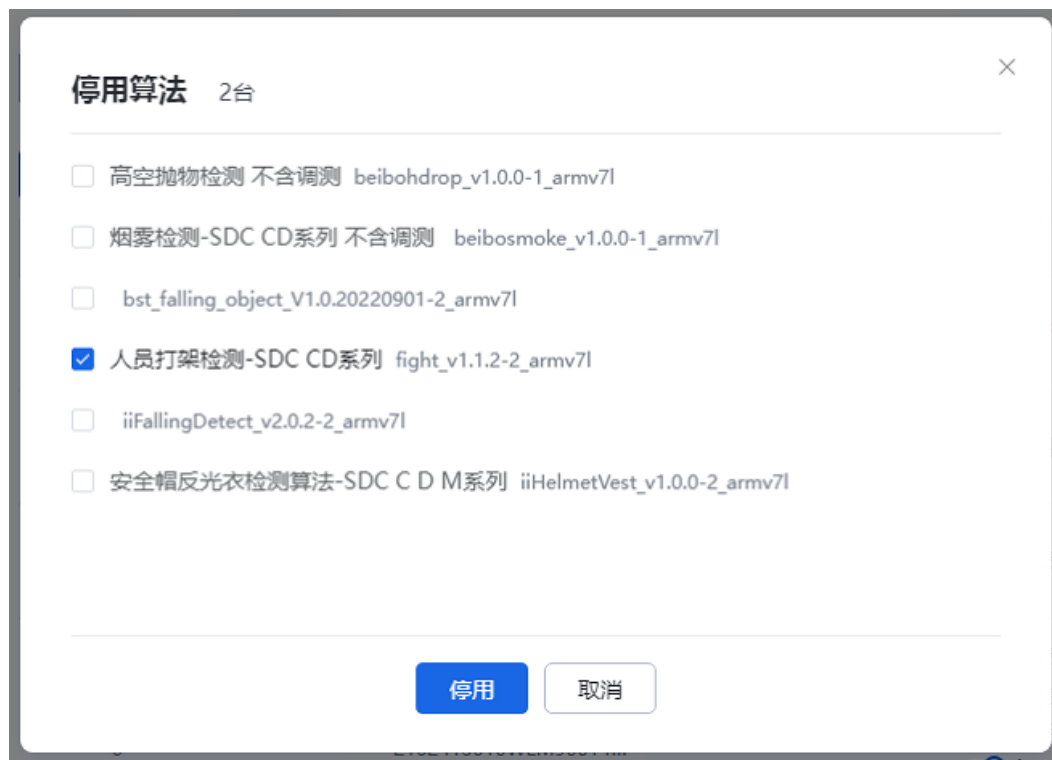 停用算法 2台
高空抛物检测 不含调测 beibohdrop_v1.0.0-1_armv7l
烟雾检测-SDC CD系列 不含调测 beibosmoke_v1.0.0-1_armv7l
bst_falling_object_V1.0.20220901-2_armv7l
人员打架检测-SDC CD系列 fight_v1.1.2-2_armv7l
iiFallingDetect_v2.0.2-2_armv7l
安全帽反光衣检测算法-SDC C D M系列 iiHelmetVest_v1.0.0-2_armv7l
停用 取消